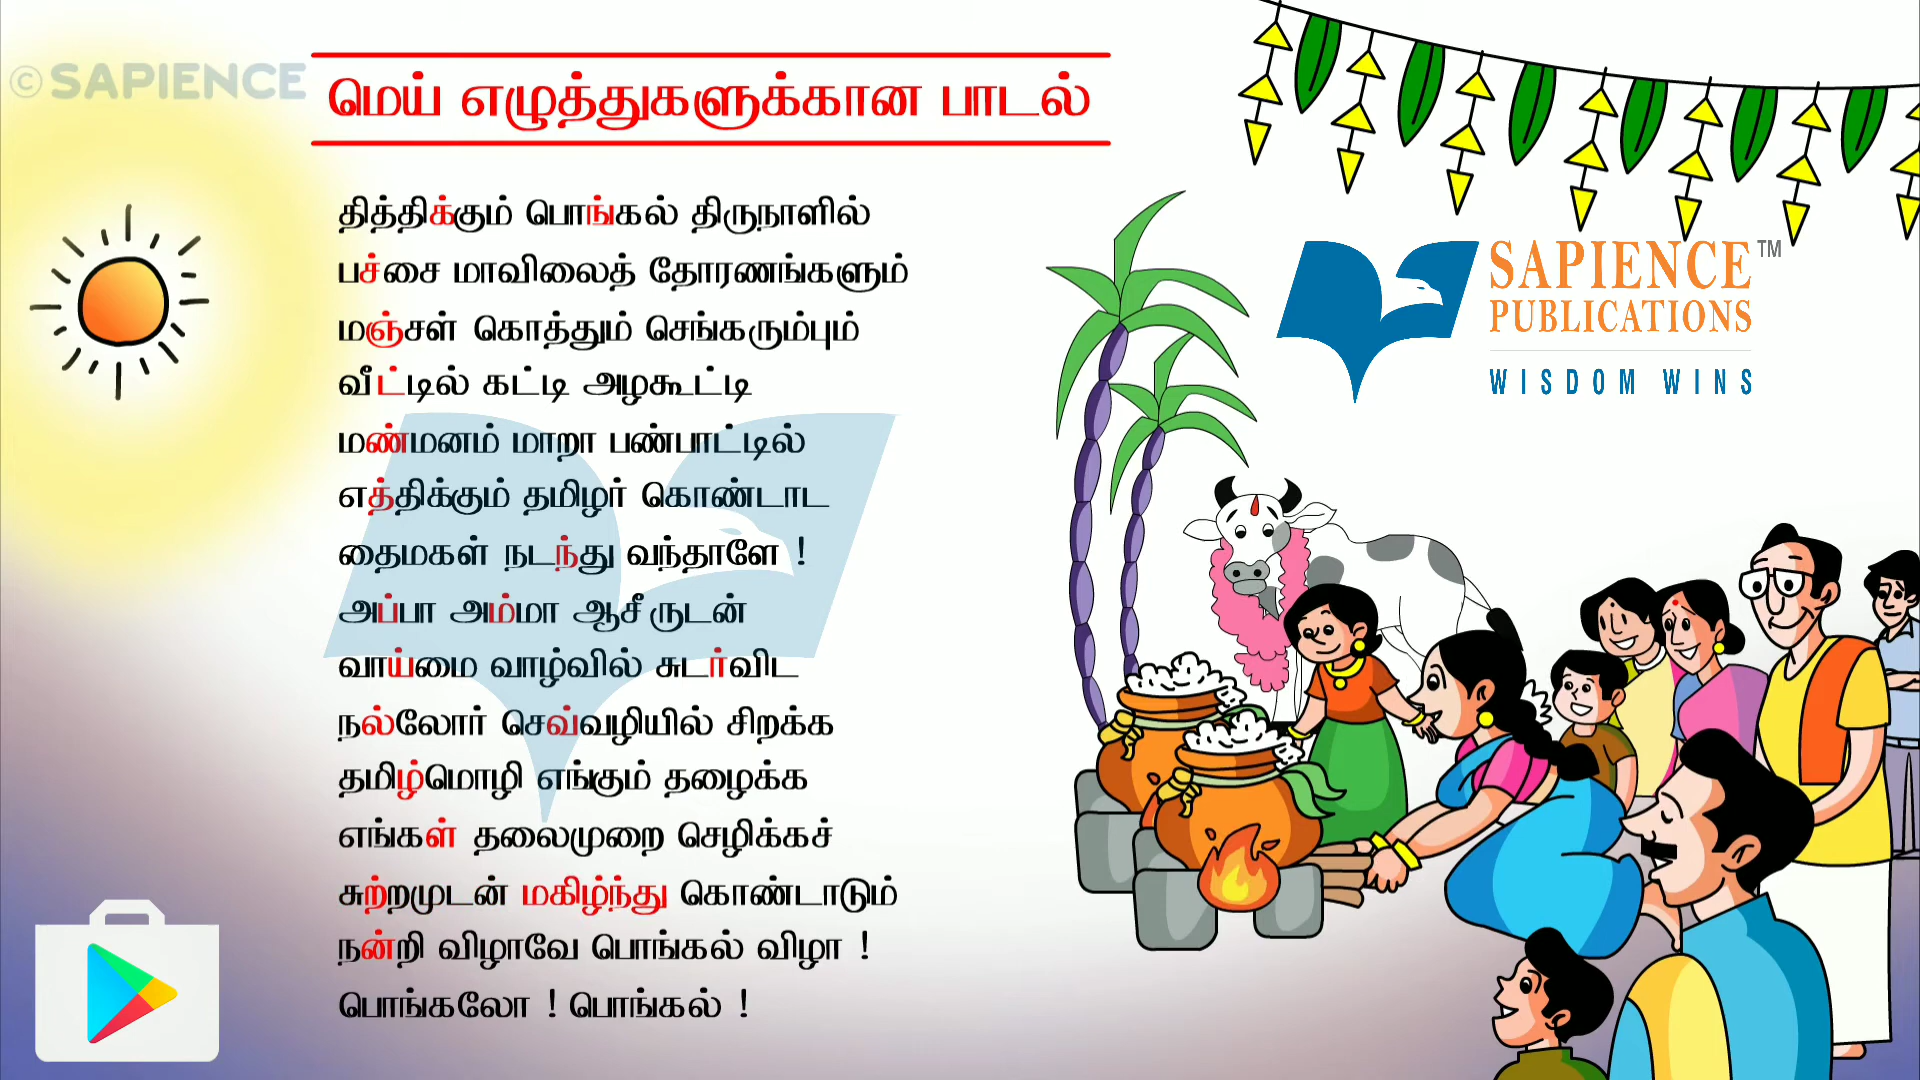 © SAPIENCE
மெய் எழுத்துகளுக்கான பாடல்
தித்திக்கும் பொங்கல் திருநாளில்
பச்சை மாவிலைத் தோரணங்களும்
மஞ்சள் கொத்தும் செங்கரும்பும்
வீட்டில் கட்டி அழகூட்டி
மண்மனம் மாறா பண்பாட்டில்
எத்திக்கும் தமிழர் கொண்டாட
தைமகள் நடந்து வந்தாளே !
அப்பா அம்மா ஆசீருடன்
வாய்மை வாழ்வில் சுடர்விட
நல்லோர் செவ்வழியில் சிறக்க
தமிழ்மொழி எங்கும் தழைக்க
எங்கள் தலைமுறை செழிக்கச்
சுற்றமுடன் மகிழ்ந்து கொண்டாடும்
நன்றி விழாவே பொங்கல் விழா !
பொங்கலோ ! பொங்கல் !
SAPIENCE TM
PUBLICATIONS
WISDOM WINS